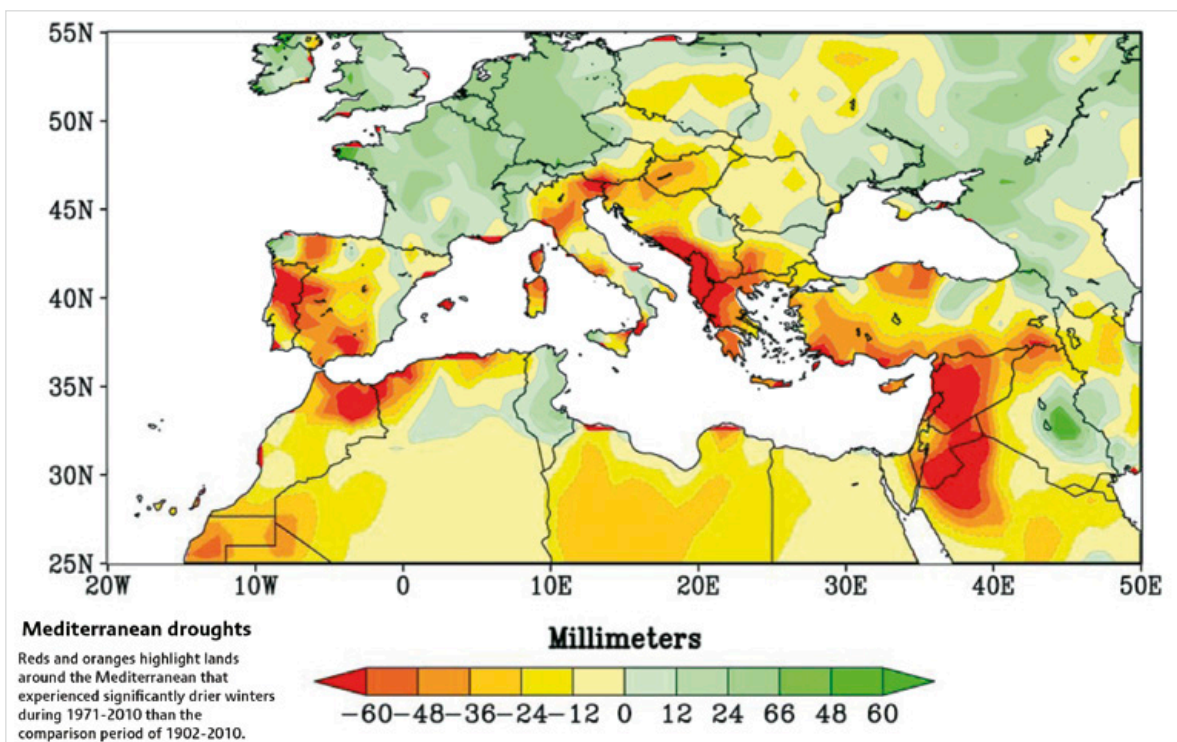 55N
50N
45N
40N
35N
30N
25N
20W 10W 0 10E 20E 30E 40E 50E
Mediterranean droughts
Reds and oranges highlight lands
around the Mediterranean that
experienced significantly drier winters
during 1971-2010 than the
comparison period of 1902-2010.
Millimeters
-60 -48 -36 -24 -12 0 12 24 66 48 60